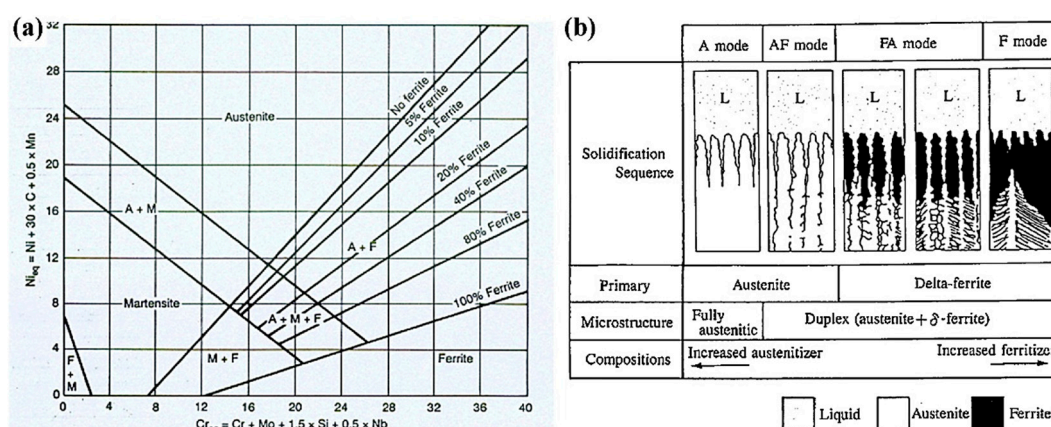 (a)
32
28
24
20
16
12
8
4
0
Ni eq = Ni + 30 × C + 0.5 × Mn
Austenite
A + M
Martensite
F
+
M
M + F
A + M + F
A + F
Ferrite
No ferrite
5% Ferrite
10% Ferrite
20% Ferrite
40% Ferrite
80% Ferrite
100% Ferrite
0 4 8 12 16 20 24 28 32 36 40
= Cr + Mo + 1.5 × Si + 0.5 × Nb
(b)
A mode AF mode FA mode F mode
Solidification
Sequence
L L L L L
Primary Austenite Delta-ferrite
Microstructure Fully
austenitic Duplex (austenite + δ-ferrite)
Compositions Increased austenitizer Increased ferritize
Liquid Austenite Ferrite